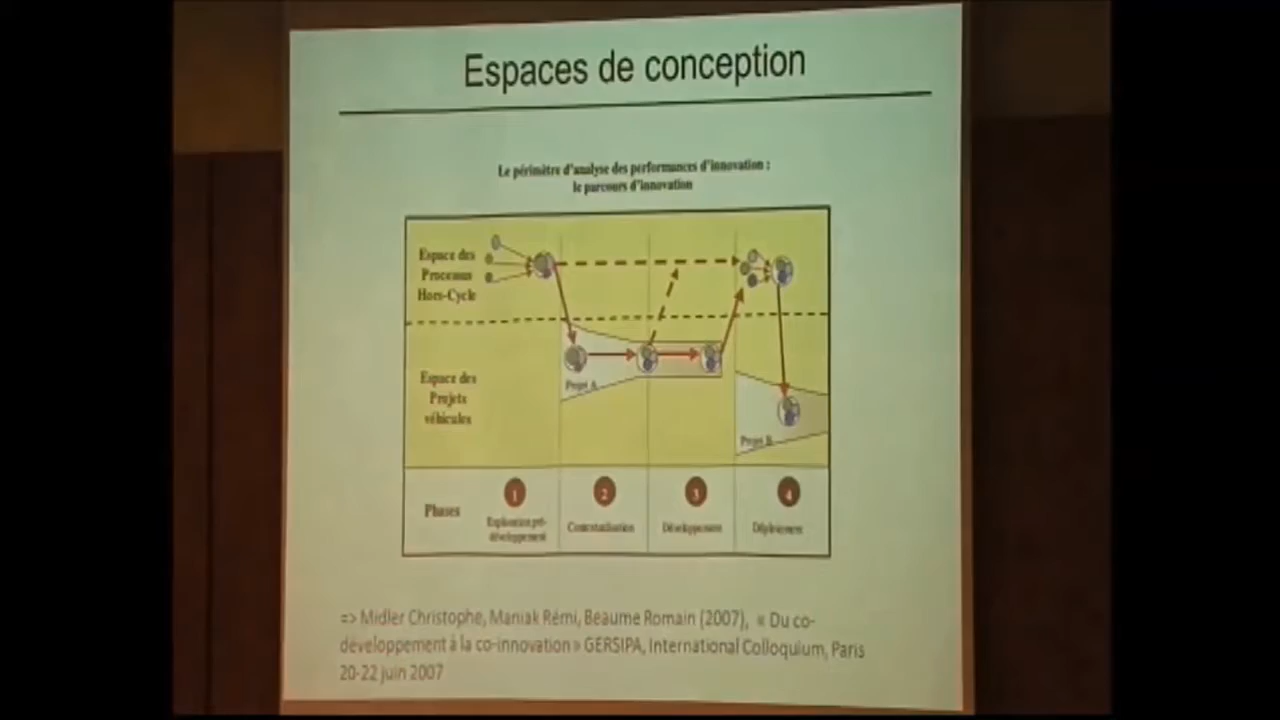 Espaces de conception
Le périmètre d'analyse des performances d'innovation :
le parcours d'innovation
Espace des
Processus
Hors-Cycle
Projet A
Espace des
Projets
véhicules
Projet B
Phases
1
2
3
4
Exploration pré-
développement
Contextualisation
Développement
Déploiement
=> Midler Christophe, Maniak Rémi, Beaume Romain (2007), « Du co-
développement à la co-innovation » GERSIPA, International Colloquium, Paris
20-22 juin 2007